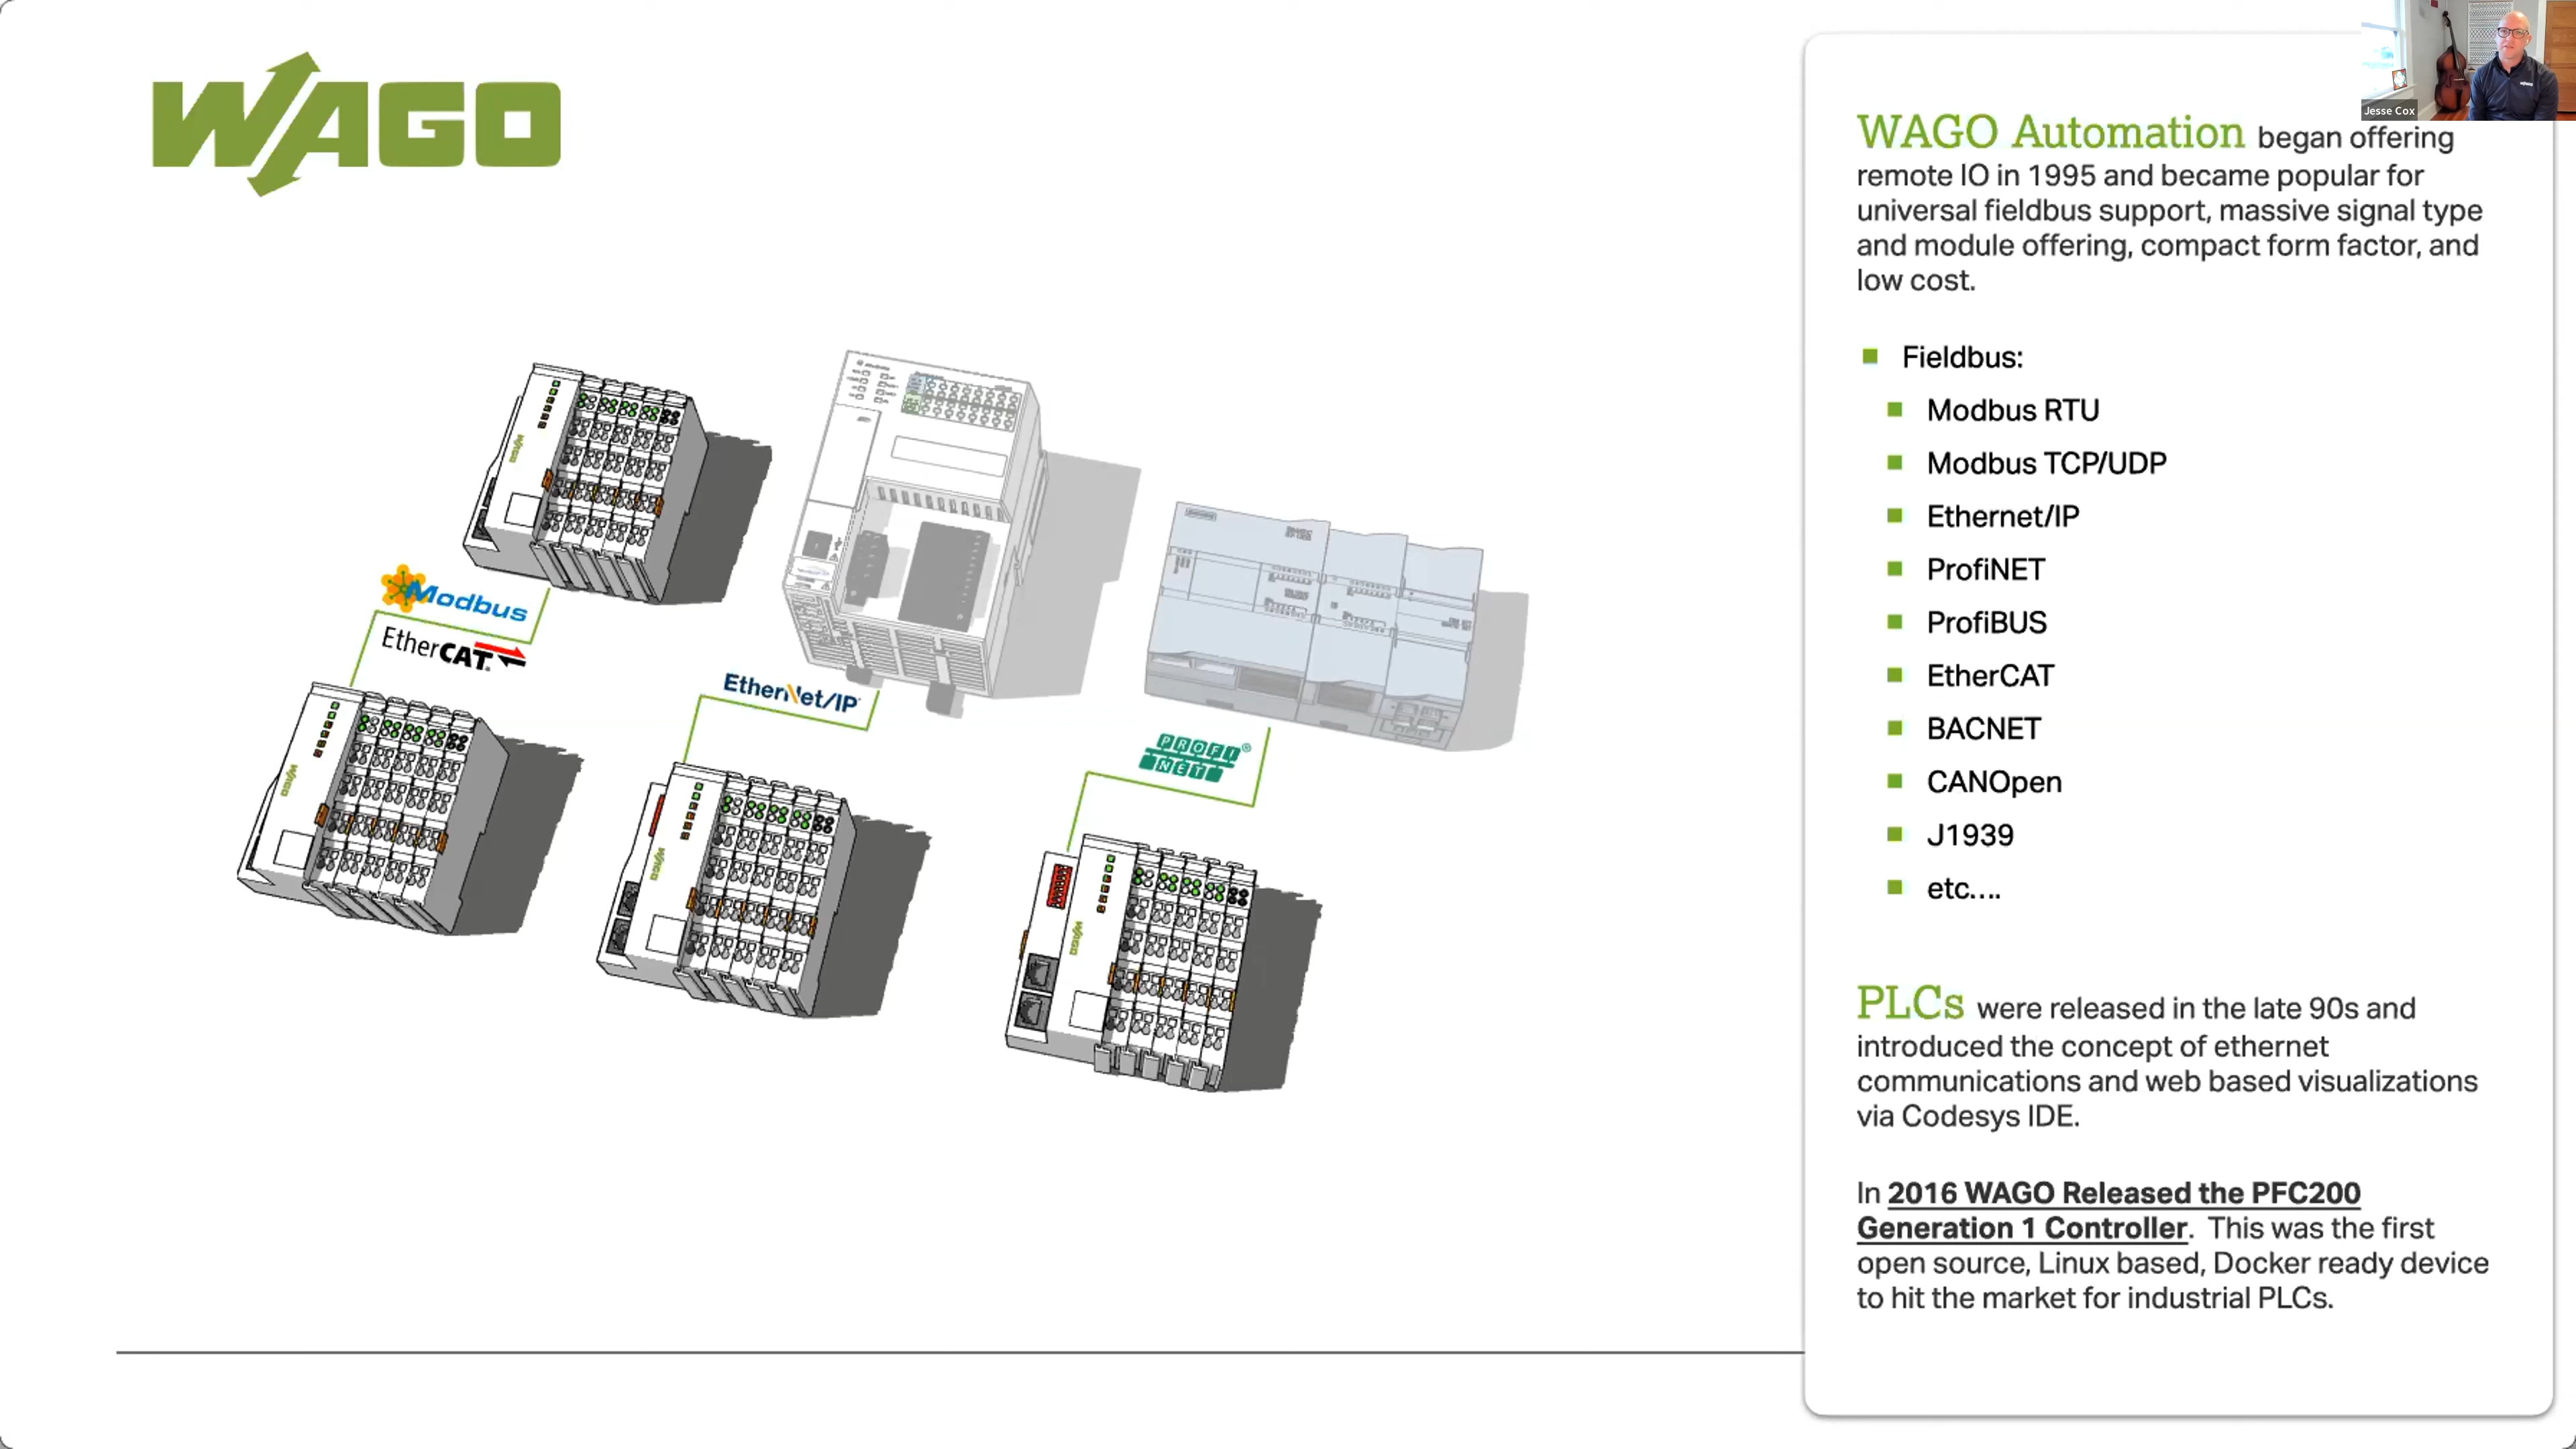 WAGO
Jesse Cox
WAGO Automation began offering
remote IO in 1995 and became popular for
universal fieldbus support, massive signal type
and module offering, compact form factor, and
low cost.
Fieldbus:
Modbus RTU
Modbus TCP/UDP
Ethernet/IP
ProfiNET
ProfiBUS
EtherCAT
BACNET
CANOpen
J1939
etc....
PLCs were released in the late 90s and
introduced the concept of ethernet
communications and web based visualizations
via Codesys IDE.
In 2016 WAGO Released the PFC200
Generation 1 Controller. This was the first
open source, Linux based, Docker ready device
to hit the market for industrial PLCs.
WAGO
Modbus
EtherCAT®
WAGO
EtherNet/IP
WAGO
PROFI®
NET
WAGO